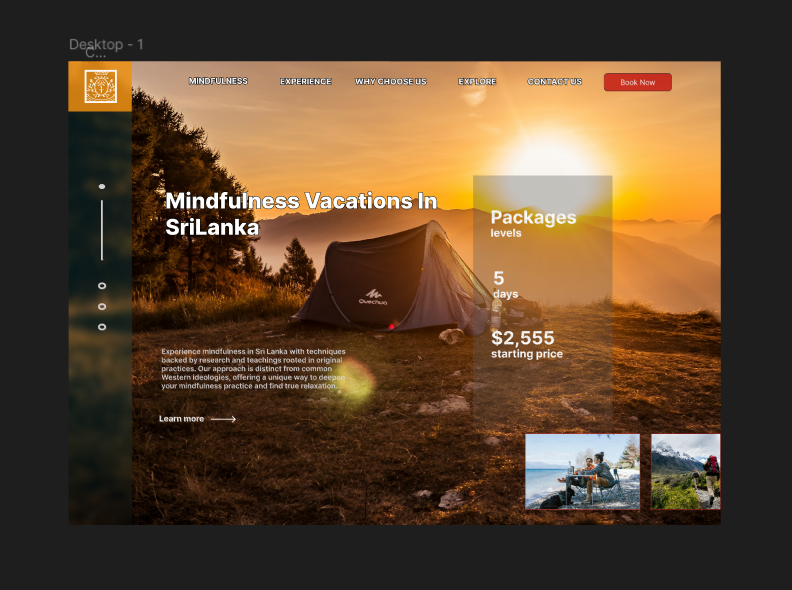 Desktop - 1
C...
MINDFULNESS
EXPERIENCE
WHY CHOOSE US
EXPLORE
CONTACT US
Book Now
Mindfulness Vacations In
SriLanka
Packages
levels
5
days
Quechua
$2,555
starting price
Experience mindfulness in Sri Lanka with techniques
backed by research and teachings rooted in original
practices. Our approach is distinct from common
Western ideologies, offering a unique way to deepen
your mindfulness practice and find true relaxation.
Learn more